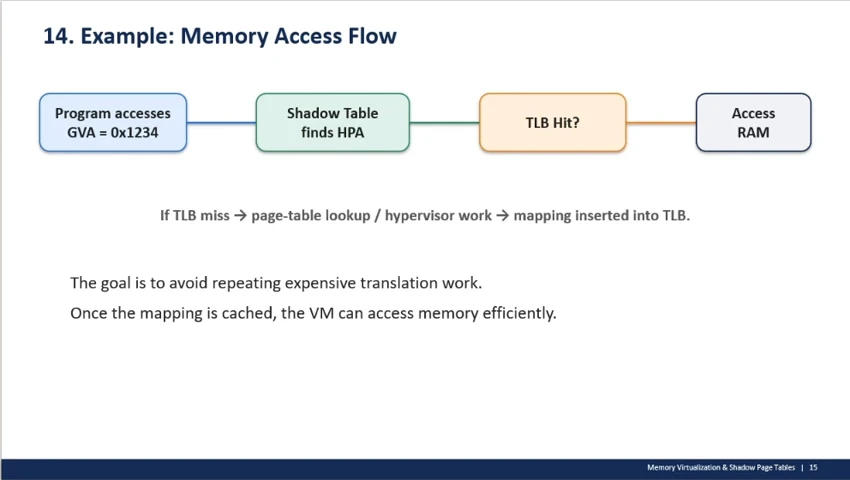 14. Example: Memory Access Flow
Program accesses
GVA = 0x1234
Shadow Table
finds HPA
TLB Hit?
Access
RAM
If TLB miss → page-table lookup / hypervisor work → mapping inserted into TLB.
The goal is to avoid repeating expensive translation work.
Once the mapping is cached, the VM can access memory efficiently.
Memory Virtualization & Shadow Page Tables | 15